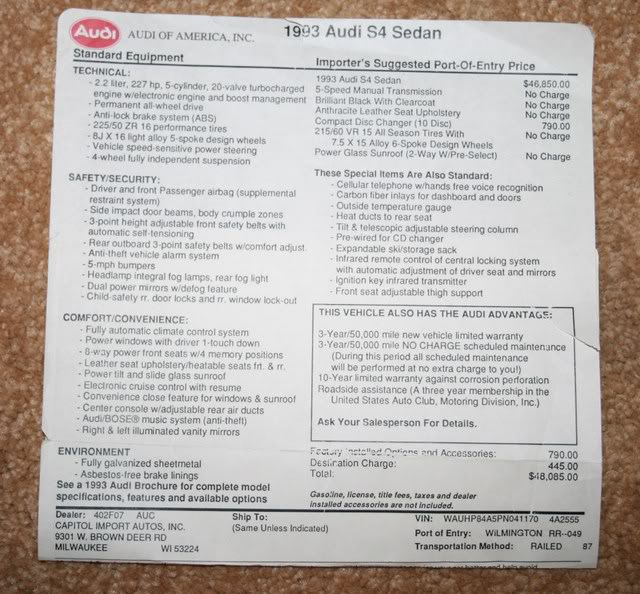 Audi AUDI OF AMERICA, INC. 1993 Audi S4 Sedan
Standard Equipment
TECHNICAL:
- 2.2 liter, 227 hp, 5-cylinder, 20-valve turbocharged
engine w/electronic engine and boost management
- Permanent all-wheel drive
- Anti-lock brake system (ABS)
- 225/50 ZR 16 performance tires
- 8J X 16 light alloy 5-spoke design wheels
- Vehicle speed-sensitive power steering
- 4-wheel fully independent suspension
SAFETY/SECURITY:
- Driver and front Passenger airbag (supplemental
restraint system)
- Side impact door beams, body crumple zones
- 3-point height adjustable front safety belts with
automatic self-tensioning
- Rear outboard 3-point safety belts w/comfort adjust.
- Anti-theft vehicle alarm system
- 5-mph bumpers
- Headlamp integral fog lamps, rear fog light
- Dual power mirrors w/defog feature
- Child-safety rr. door locks and rr. window lock-out
COMFORT/CONVENIENCE:
- Fully automatic climate control system
- Power windows with driver 1-touch down
- 8-way power front seats w/4 memory positions
- Leather seat upholstery/heatable seats frt. & rr.
- Power tilt and slide glass sunroof
- Electronic cruise control with resume
- Convenience close feature for windows & sunroof
- Center console w/adjustable rear air ducts
- Audi/BOSE® music system (anti-theft)
- Right & left illuminated vanity mirrors
ENVIRONMENT
- Fully galvanized sheetmetal
- Asbestos-free brake linings
See a 1993 Audi Brochure for complete model
specifications, features and available options
Importer's Suggested Port-Of-Entry Price
1993 Audi S4 Sedan $46,850.00
5-Speed Manual Transmission No Charge
Brilliant Black With Clearcoat No Charge
Anthracite Leather Seat Upholstery No Charge
Compact Disc Changer (10 Disc) 790.00
215/60 VR 15 All Season Tires With No Charge
7.5 X 15 Alloy 6-Spoke Design Wheels
Power Glass Sunroof (2-Way W/Pre-Select) No Charge
These Special Items Are Also Standard:
- Cellular telephone w/hands free voice recognition
- Carbon fiber inlays for dashboard and doors
- Outside temperature gauge
- Heat ducts to rear seat
- Tilt & telescopic adjustable steering column
- Pre-wired for CD changer
- Expandable ski/storage sack
- Infrared remote control of central locking system
with automatic adjustment of driver seat and mirrors
- Ignition key infrared transmitter
- Front seat adjustable thigh support
THIS VEHICLE ALSO HAS THE AUDI ADVANTAGE:
3-Year/50,000 mile new vehicle limited warranty
3-Year/50,000 mile NO CHARGE scheduled maintenance
(During this period all scheduled maintenance
will be performed at no extra charge to you!)
10-Year limited warranty against corrosion perforation
Roadside assistance (A three year membership in the
United States Auto Club, Motoring Division, Inc.)
Ask Your Salesperson For Details.
Factory Installed Options and Accessories: 790.00
Destination Charge: 445.00
Total: $48,085.00
Gasoline, license, title fees, taxes and dealer
installed accessories are not included.
Dealer: 402F07 AUC
CAPITOL IMPORT AUTOS, INC.
9301 W. BROWN DEER RD
MILWAUKEE WI 53224
Ship To:
(Same Unless Indicated)
VIN: WAUHP84A5PN041170 4A2555
Port of Entry: WILMINGTON RR--049
Transportation Method: RAILED 87